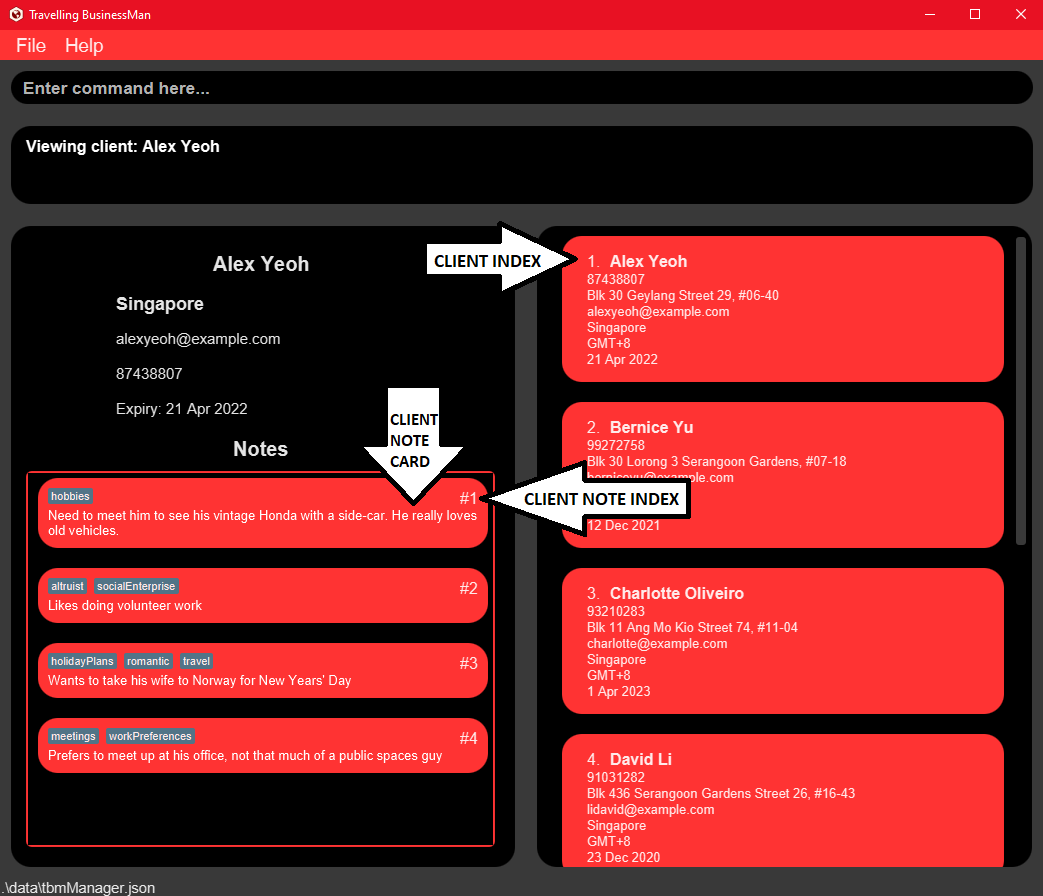 Travelling BusinessMan
File Help
Enter command here...
Viewing client: Alex Yeoh
Alex Yeoh
Singapore
alexyeoh@example.com
87438807
Expiry: 21 Apr 2022
Notes
CLIENT
NOTE
CARD
hobbies
#1
Need to meet him to see his vintage Honda with a side-car. He really loves
old vehicles.
CLIENT NOTE INDEX
altruist socialEnterprise
#2
Likes doing volunteer work
holidayPlans romantic travel
#3
Wants to take his wife to Norway for New Years' Day
meetings workPreferences
#4
Prefers to meet up at his office, not that much of a public spaces guy
CLIENT INDEX
1. Alex Yeoh
87438807
Blk 30 Geylang Street 29, #06-40
alexyeoh@example.com
Singapore
GMT+8
21 Apr 2022
2. Bernice Yu
99272758
Blk 30 Lorong 3 Serangoon Gardens, #07-18
berniceyu@example.com
12 Dec 2021
3. Charlotte Oliveiro
93210283
Blk 11 Ang Mo Kio Street 74, #11-04
charlotte@example.com
Singapore
GMT+8
1 Apr 2023
4. David Li
91031282
Blk 436 Serangoon Gardens Street 26, #16-43
lidavid@example.com
Singapore
GMT+8
23 Dec 2020
.\data\tbmManager.json